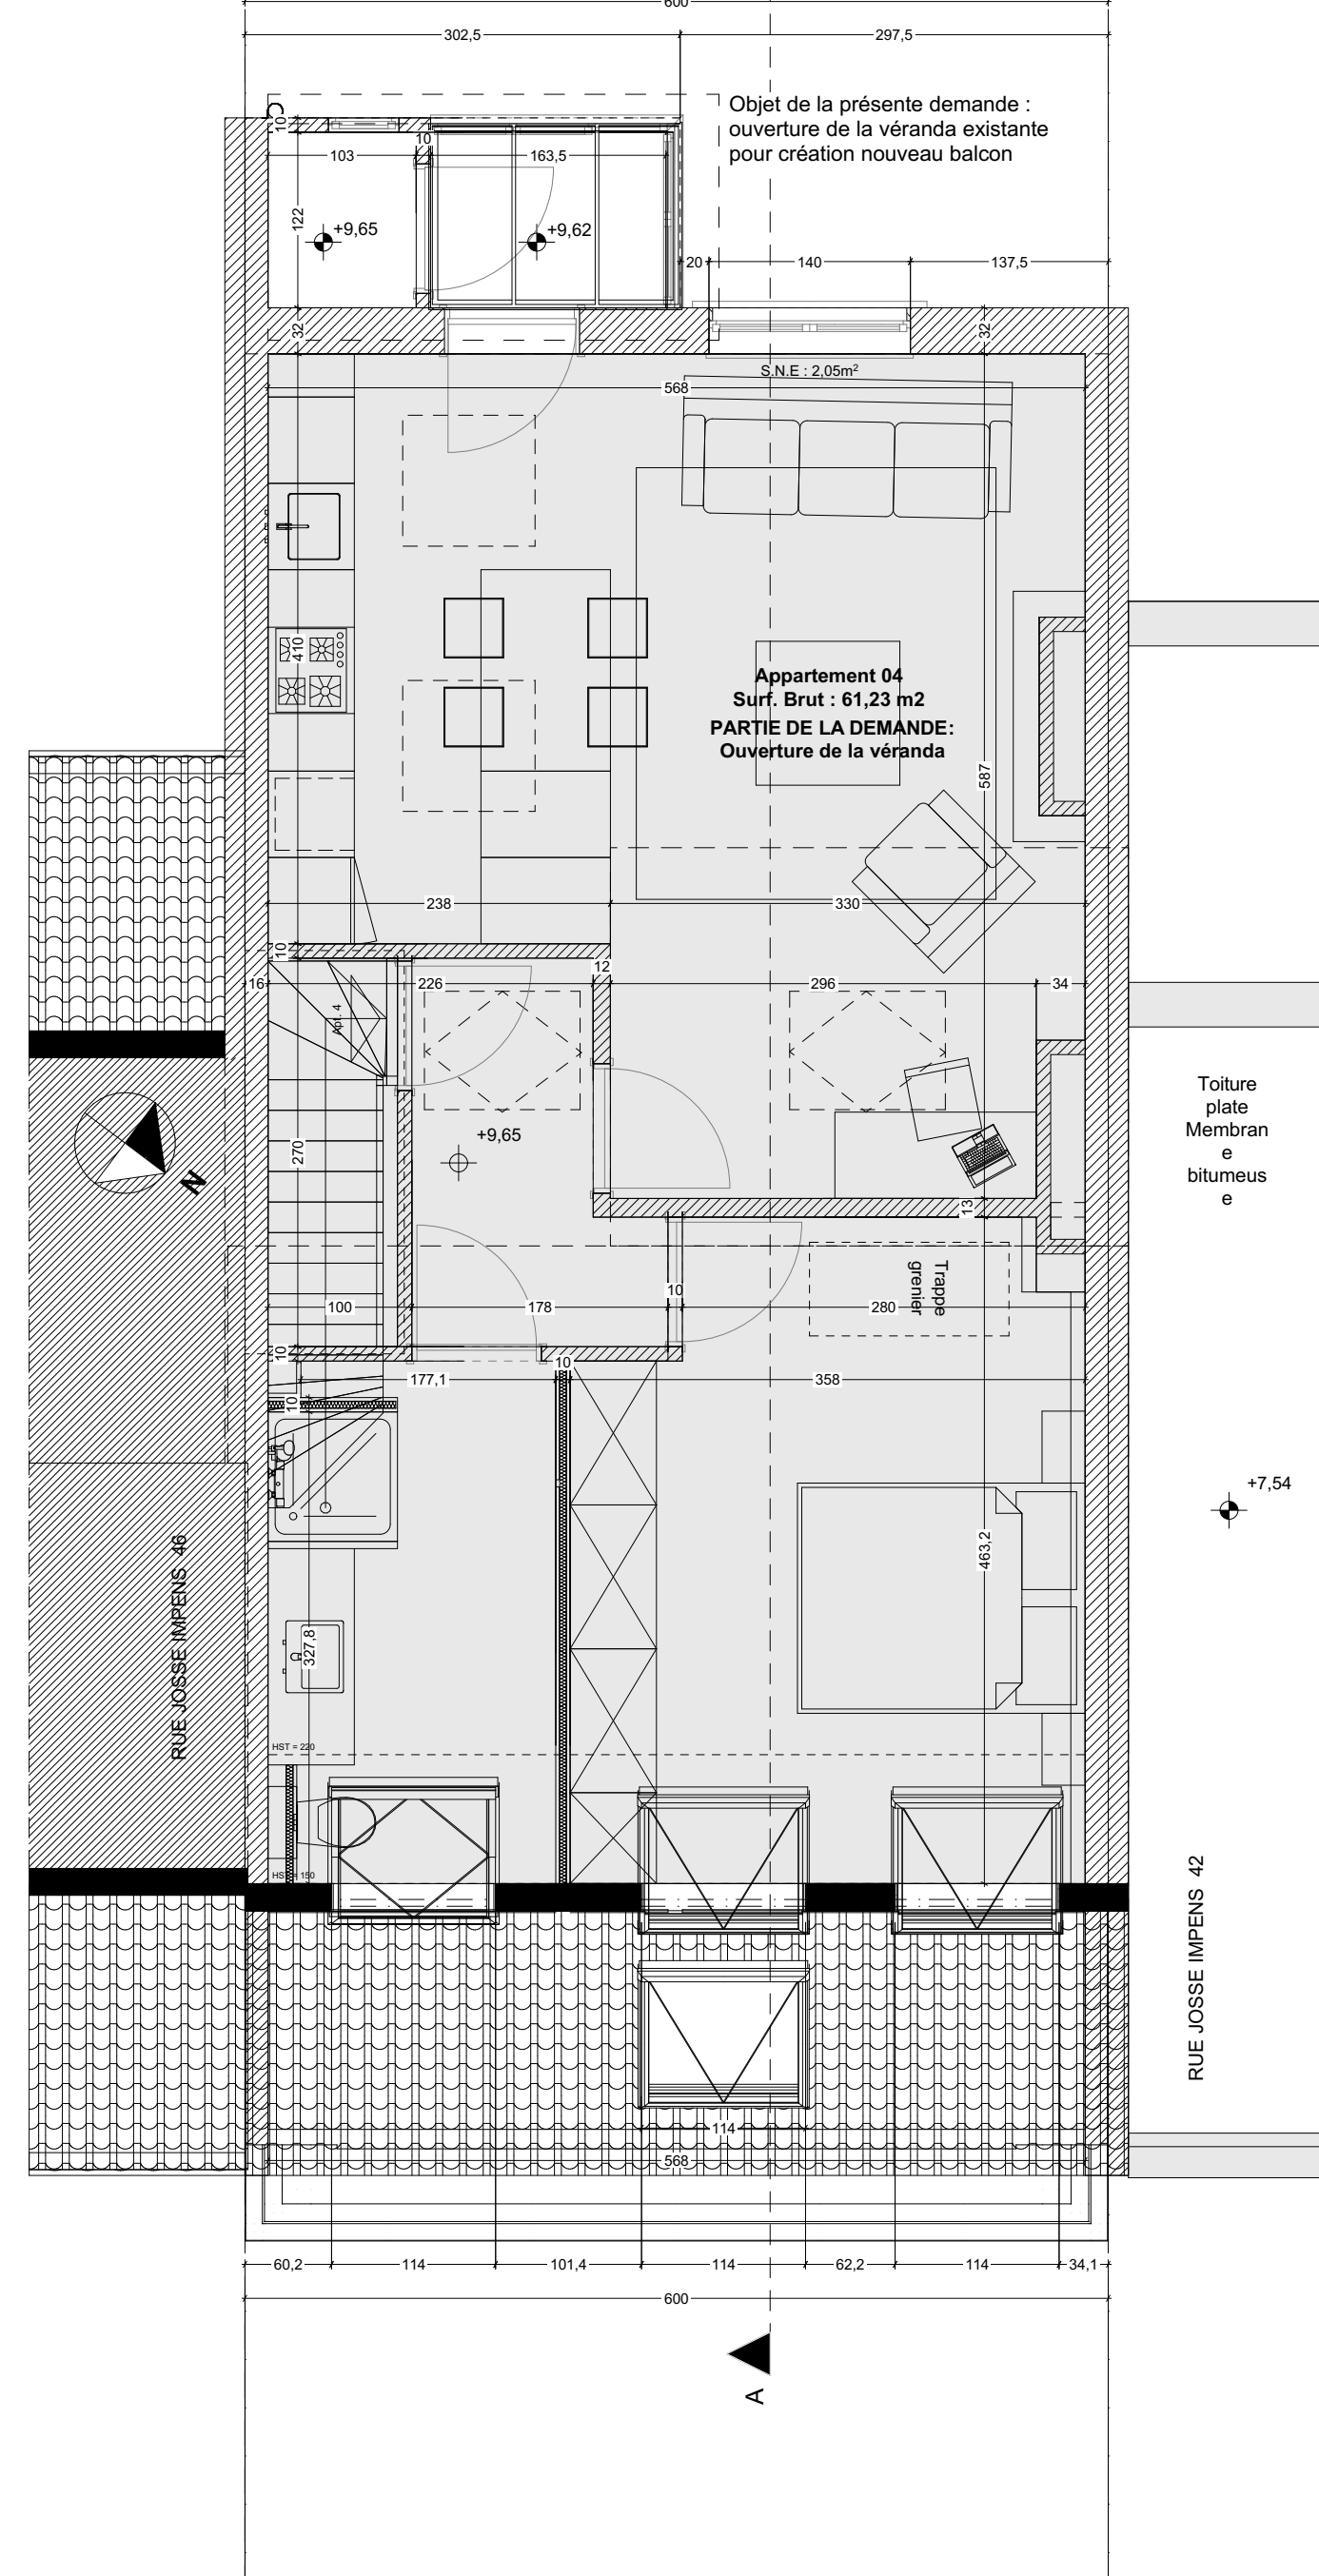 600
302,5
297,5
Objet de la présente demande :
ouverture de la véranda existante
pour création nouveau balcon
10
10
103
163,5
122
+9,65
+9,62
20
140
137,5
32
32
S.N.E : 2,05m²
568
410
Appartement 04
Surf. Brut : 61,23 m2
PARTIE DE LA DEMANDE:
Ouverture de la véranda
587
238
330
10
12
16
226
296
34
Apt. 4
Toiture
plate
Membran
e
bitumeus
e
+9,65
270
N
13
Trappe
grenier
10
100
178
280
10
10
177,1
358
10
+7,54
463,2
RUE JOSSE IMPENS 46
327,8
HST = 220
HST = 150
RUE JOSSE IMPENS 42
114
568
60,2
114
101,4
114
62,2
114
34,1
600
A